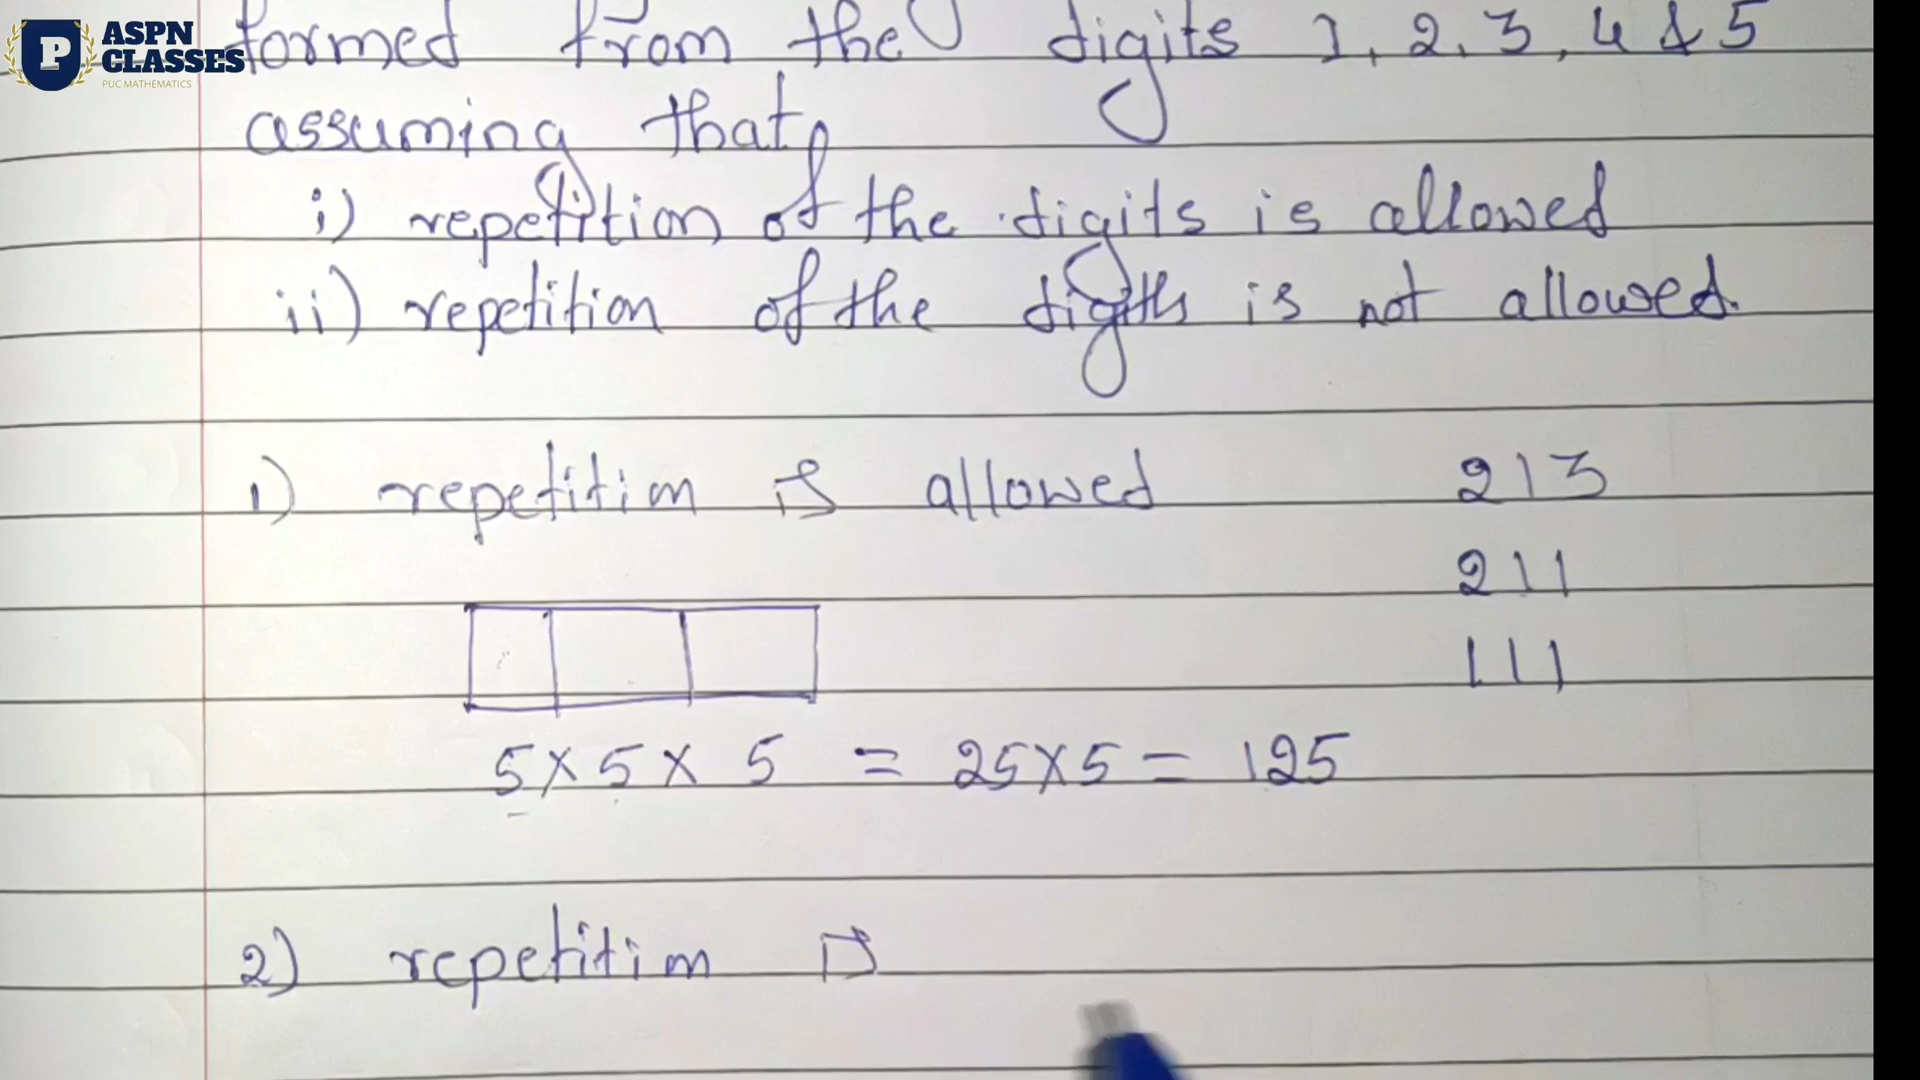 ASPN
CLASSES
PUC MATHEMATICS
P
formed from the digits 1, 2, 3, 4 & 5
assuming that,
i) repetition of the digits is allowed
ii) repetition of the digits is not allowed.
1) repetition is allowed 213
211
111
5 x 5 x 5 = 25 x 5 = 125
2) repetition is